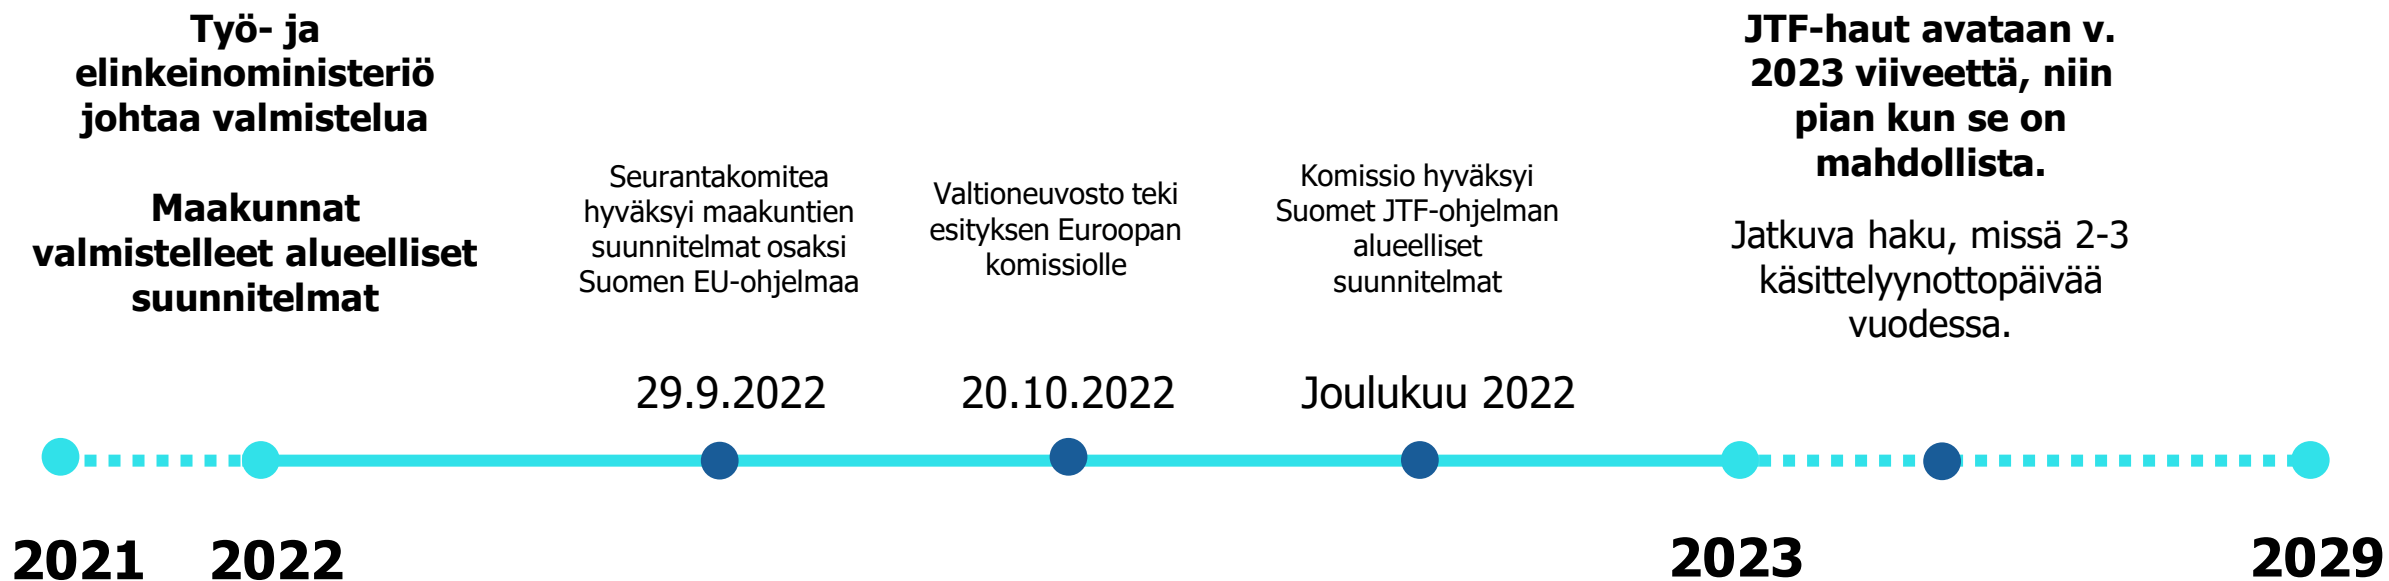 Työ- ja
elinkeinoministeriö
johtaa valmistelua
Maakunnat
valmistelleet alueelliset
suunnitelmat
Seurantakomitea
hyväksyi maakuntien
suunnitelmat osaksi
Suomen EU-ohjelmaa
29.9.2022
Valtioneuvosto teki
esityksen Euroopan
komissiolle
20.10.2022
Komissio hyväksyi
Suomet JTF-ohjelman
alueelliset
suunnitelmat
Joulukuu 2022
JTF-haut avataan v.
2023 viiveettä, niin
pian kun se on
mahdollista.
Jatkuva haku, missä 2-3
käsittelyynottopäivää
vuodessa.
2021
2022
2023
2029